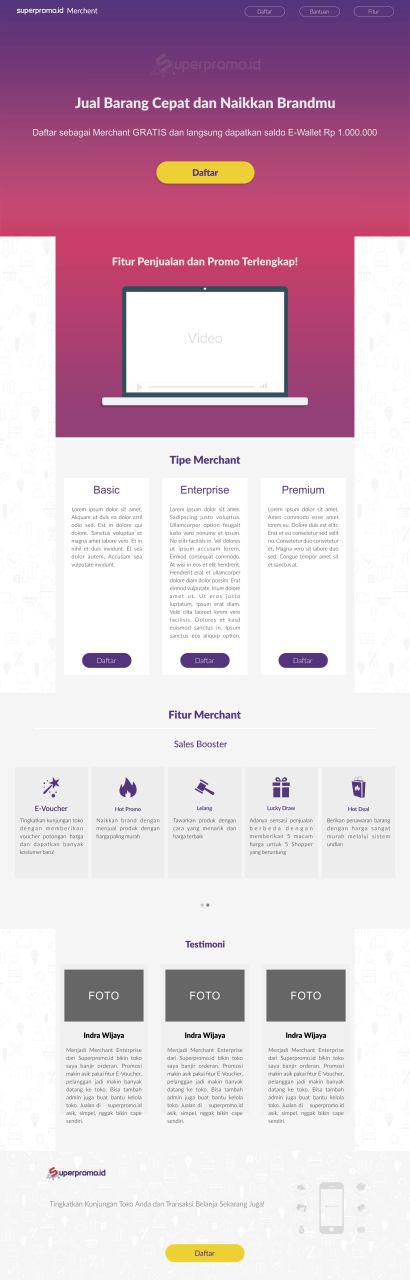 superpromo.id Merchent
Daftar
Bantuan
Fitur
Superpromo.id
Jual Barang Cepat dan Naikkan Brandmu
Daftar sebagai Merchant GRATIS dan langsung dapatkan saldo E-Wallet Rp 1.000.000
Daftar
Fitur Penjualan dan Promo Terlengkap!
Video
Tipe Merchant
Basic
Lorem ipsum dolor sit amet.
Aliquam ut duis ea dolor zzril
odio sed. Est in dolore qui
dolore. Sanctus voluptua et
magna amet labore vero. Et in
nihil et duis invidunt. Et sea
dolor autem. Accusam sea
vulputate invidunt.
Daftar
Enterprise
Lorem ipsum dolor sit amet.
Sadipscing justo voluptus.
Ullamcorper option feugait
kasd vero nonumy ut ipsum.
No elitr facilisis in. Vel dolores
ut ipsum accusam lorem.
Eirmod consequat commodo.
At wisi in eos et elit hendrerit.
Hendrerit erat et ullamcorper
dolore diam dolor possim. Erat
eirmod vulputate. Iriure dolore
amet ut. Ut eros justo
luptatum. Ipsum erat diam.
Velit clita laoreet lorem vero
facilisis. Dolores et kasd
euismod sanctus in. Ipsum
sanctus eos aliquip option.
Daftar
Premium
Lorem ipsum dolor sit amet.
Amet commodo esse amet
lorem eu. Dolore duis est elitr.
Erat et eu consetetur sed velit
no. Consetetur do consetetur
et. Magna vero sit labore duo
sed. Congue tempor amet sit
et sanctus at.
Daftar
Fitur Merchant
Sales Booster
E-Voucher
Tingkatkan kunjungan toko
dengan memberikan
voucher potongan harga
dan dapatkan banyak
kostumer baru!
Hot Promo
Naikkan brand dengan
menjual produk dengan
harga paling murah
Lelang
Tawarkan produk dengan
cara yang menarik dan
harga terbaik
Lucky Draw
Adanya sensasi penjualan
berbeda dengan
memberikan 5 macam
harga untuk 5 Shopper
yang beruntung
Hot Deal
Berikan penawaran barang
dengan harga sangat
murah melalui sistem
undian
Testimoni
FOTO
Indra Wijaya
Menjadi Merchant Enterprise
dari Superpromo.id bikin toko
saya banjir orderan. Promosi
makin asik pakai fitur E-Voucher,
pelanggan jadi makin banyak
datang ke toko. Bisa tambah
admin juga buat bantu kelola
toko. Jualan di superpromo.id
asik, simpel, nggak bikin cape
sendiri.
FOTO
Indra Wijaya
Menjadi Merchant Enterprise
dari Superpromo.id bikin toko
saya banjir orderan. Promosi
makin asik pakai fitur E-Voucher,
pelanggan jadi makin banyak
datang ke toko. Bisa tambah
admin juga buat bantu kelola
toko. Jualan di superpromo.id
asik, simpel, nggak bikin cape
sendiri.
FOTO
Indra Wijaya
Menjadi Merchant Enterprise
dari Superpromo.id bikin toko
saya banjir orderan. Promosi
makin asik pakai fitur E-Voucher,
pelanggan jadi makin banyak
datang ke toko. Bisa tambah
admin juga buat bantu kelola
toko. Jualan di superpromo.id
asik, simpel, nggak bikin cape
sendiri.
Superpromo.id
Tingkatkan Kunjungan Toko Anda dan Transaksi Belanja Sekarang Juga!
Daftar